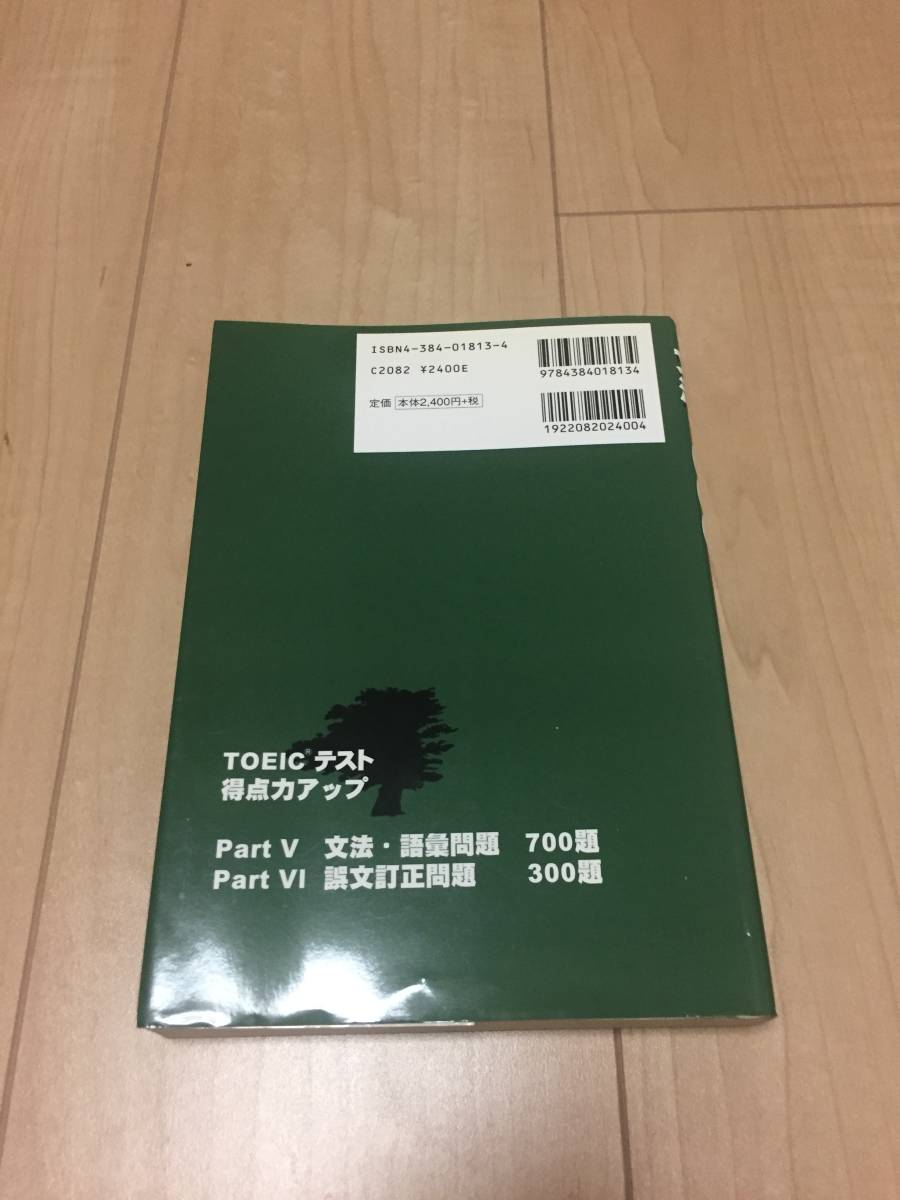 ISBN4-384-01813-4
C2082 ¥2400E
定価 本体2,400円+税
9784384018134
1922082024004
TOEIC®テスト
得点力アップ
Part V 文法・語彙問題 700題
Part VI 誤文訂正問題 300題